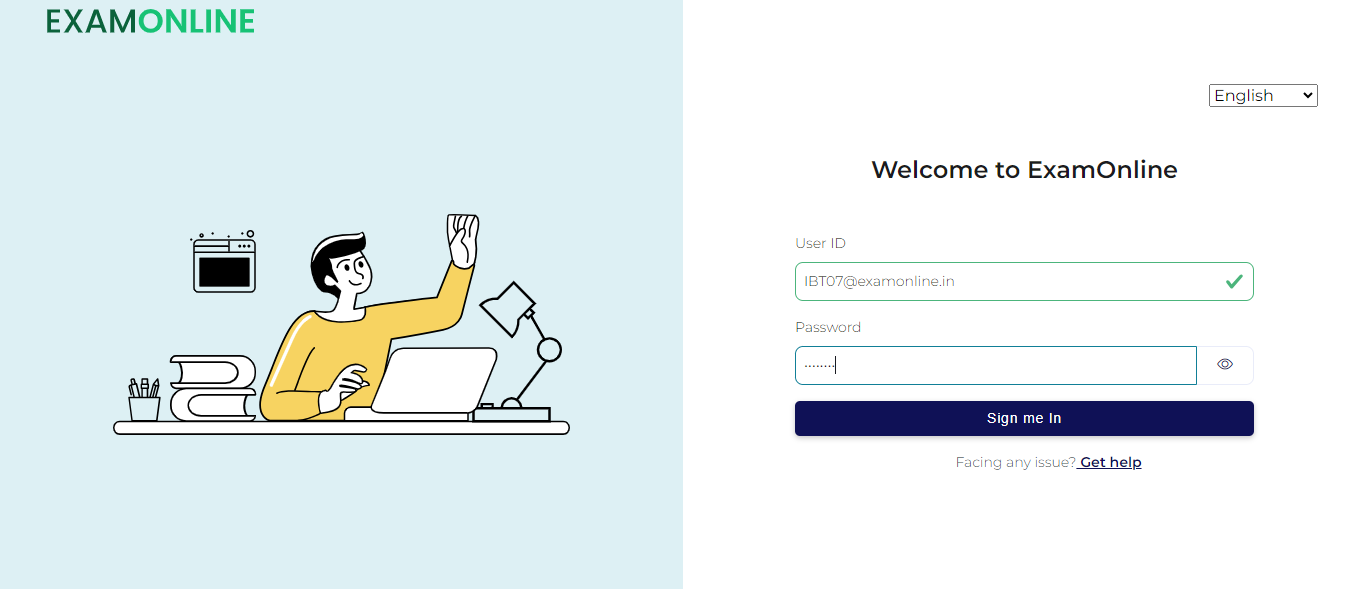 EXAMONLINE
English
Welcome to ExamOnline
User ID
IBT07@examonline.in
Password
Sign me In
Facing any issue? Get help